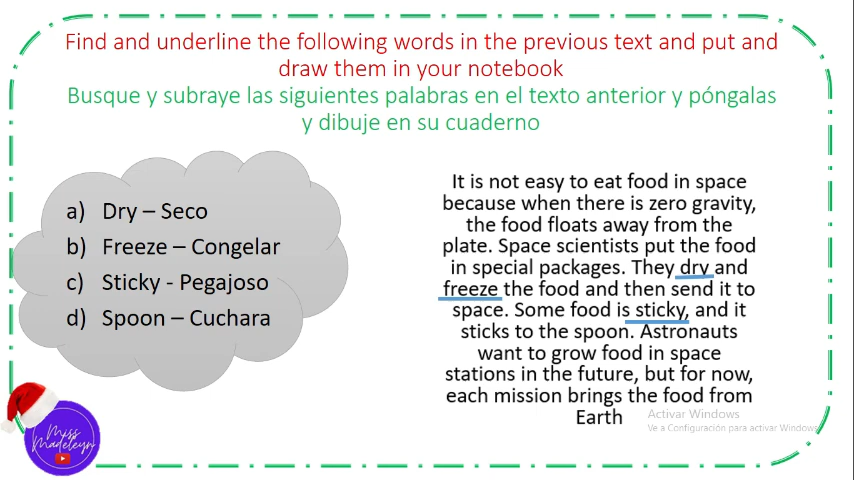 Find and underline the following words in the previous text and put and
draw them in your notebook
Busque y subraye las siguientes palabras en el texto anterior y póngalas
y dibuje en su cuaderno
a) Dry – Seco
b) Freeze – Congelar
c) Sticky - Pegajoso
d) Spoon – Cuchara
It is not easy to eat food in space
because when there is zero gravity,
the food floats away from the
plate. Space scientists put the food
in special packages. They dry and
freeze the food and then send it to
space. Some food is sticky, and it
sticks to the spoon. Astronauts
want to grow food in space
stations in the future, but for now,
each mission brings the food from
Earth
Activar Windows
Ve a Configuración para activar Windows.
Miss
Madeleyn